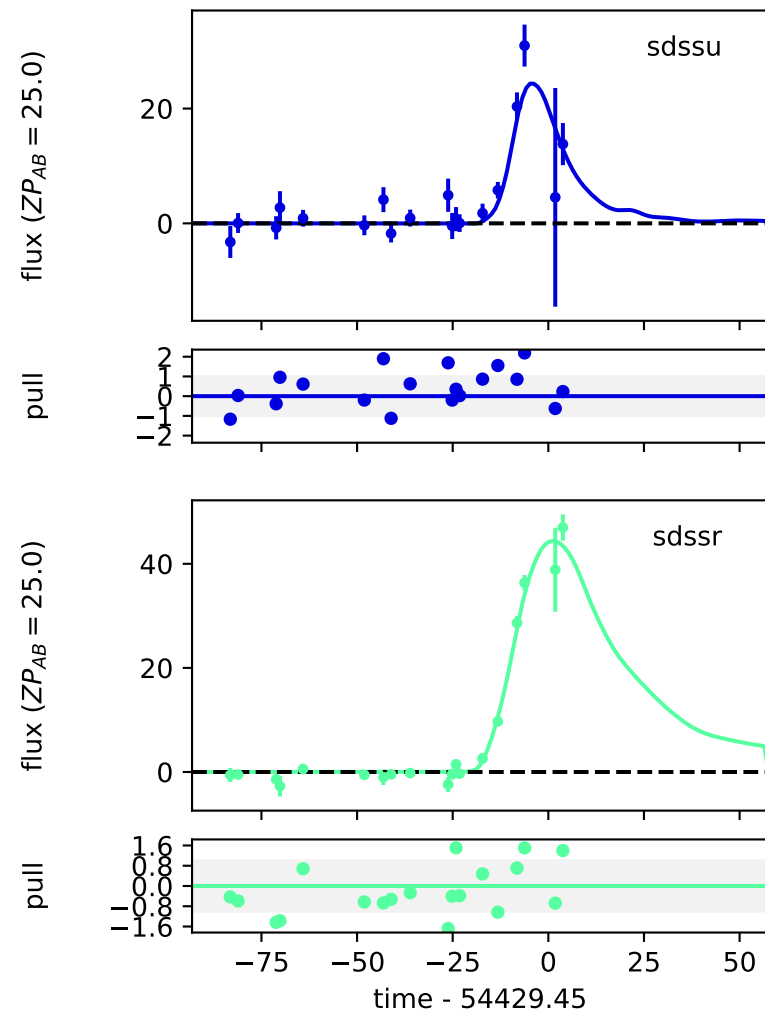 sdssu
flux (ZP_AB = 25.0)
20
0
pull
2
1
0
−1
−2
sdssr
flux (ZP_AB = 25.0)
40
20
0
pull
1.6
0.8
0.0
−0.8
−1.6
−75 −50 −25 0 25 50
time - 54429.45